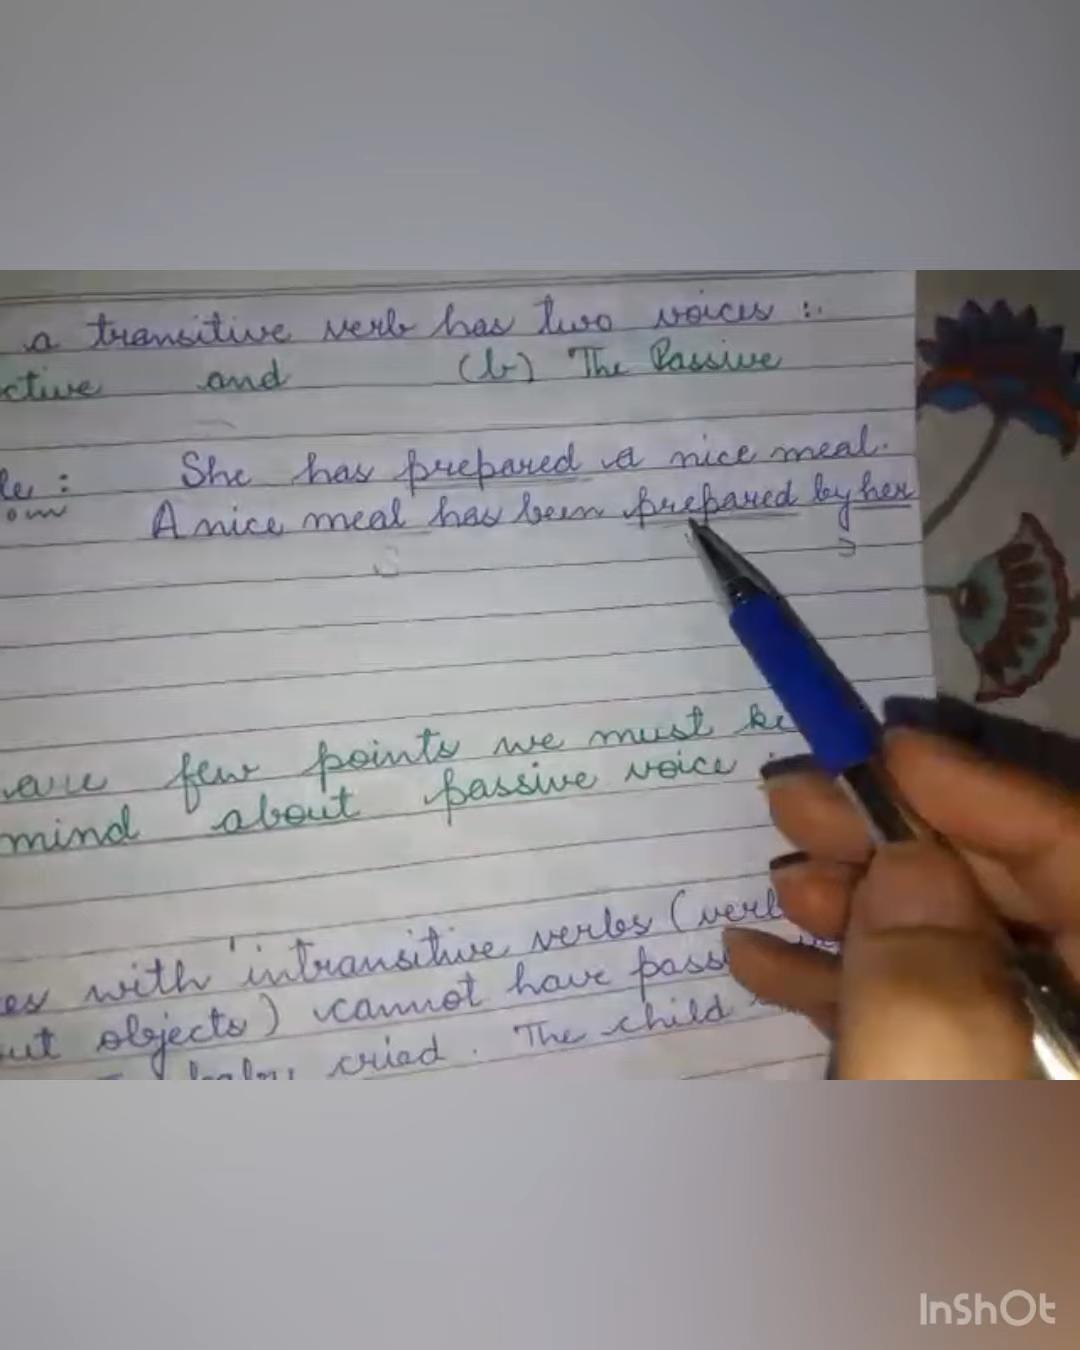 a transitive verb has two voices :.
ctive and (b) The Passive
le : She has prepared a nice meal.
A nice meal has been prepared by her
are few points we must ke
mind about passive voice
es with intransitive verbs (verb
ut objects) cannot have pass
cried. The child
InShOt